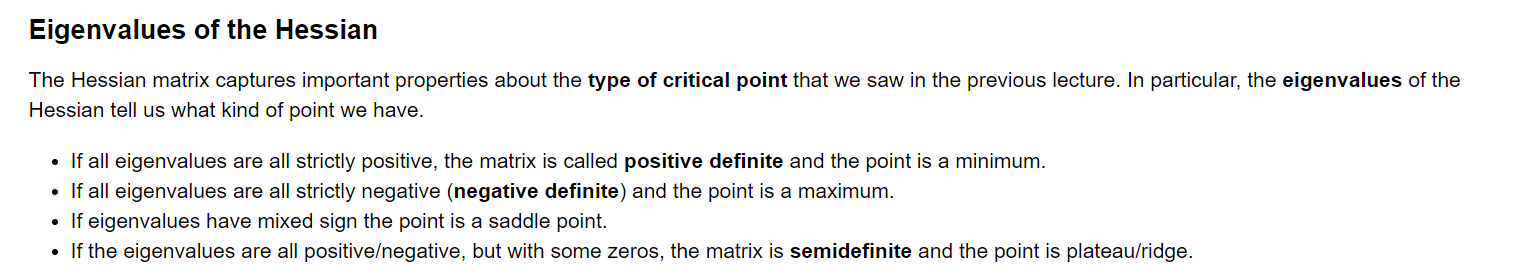 Eigenvalues of the Hessian
The Hessian matrix captures important properties about the type of critical point that we saw in the previous lecture. In particular, the eigenvalues of the
Hessian tell us what kind of point we have.
• If all eigenvalues are all strictly positive, the matrix is called positive definite and the point is a minimum.
• If all eigenvalues are all strictly negative (negative definite) and the point is a maximum.
• If eigenvalues have mixed sign the point is a saddle point.
• If the eigenvalues are all positive/negative, but with some zeros, the matrix is semidefinite and the point is plateau/ridge.